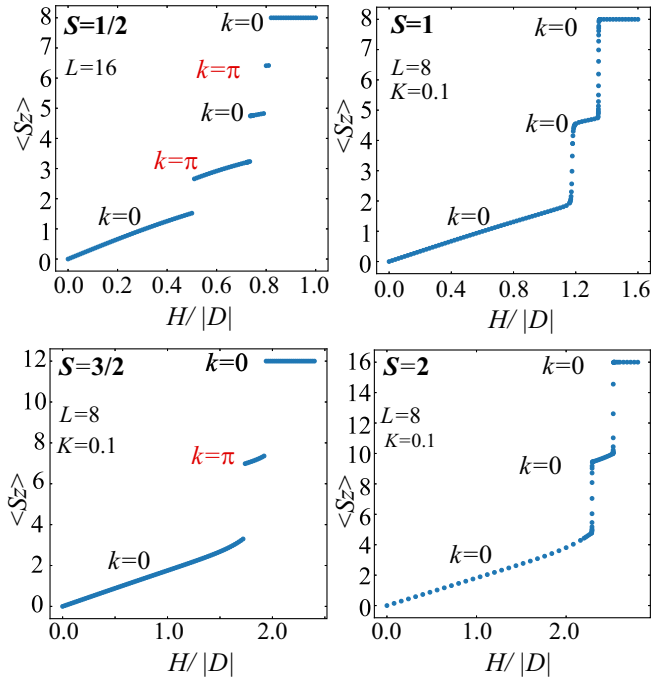 S=1/2
k=0
L=16
k=π
k=0
k=π
k=0
<Sz>
8
7
6
5
4
3
2
1
0
0.0 0.2 0.4 0.6 0.8 1.0
H/ |D|
S=1
k=0
L=8
K=0.1
k=0
k=0
<Sz>
8
7
6
5
4
3
2
1
0
0.0 0.4 0.8 1.2 1.6
H/ |D|
S=3/2
k=0
L=8
K=0.1
k=π
k=0
<Sz>
12
10
8
6
4
2
0
0.0 1.0 2.0
H/ |D|
S=2
k=0
L=8
K=0.1
k=0
k=0
<Sz>
16
14
12
10
8
6
4
2
0
0.0 1.0 2.0
H/ |D|